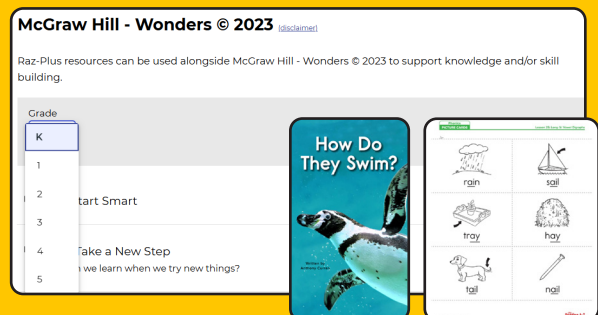 McGraw Hill - Wonders © 2023 (disclaimer)
Raz-Plus resources can be used alongside McGraw Hill - Wonders © 2023 to support knowledge and/or skill
building.
Grade
K
1
2
3
4
5
tart Smart
Take a New Step
n we learn when we try new things?
How Do
They Swim?
Written by
PICTURE CARDS
rain
sail
tray
hay
tail
nail